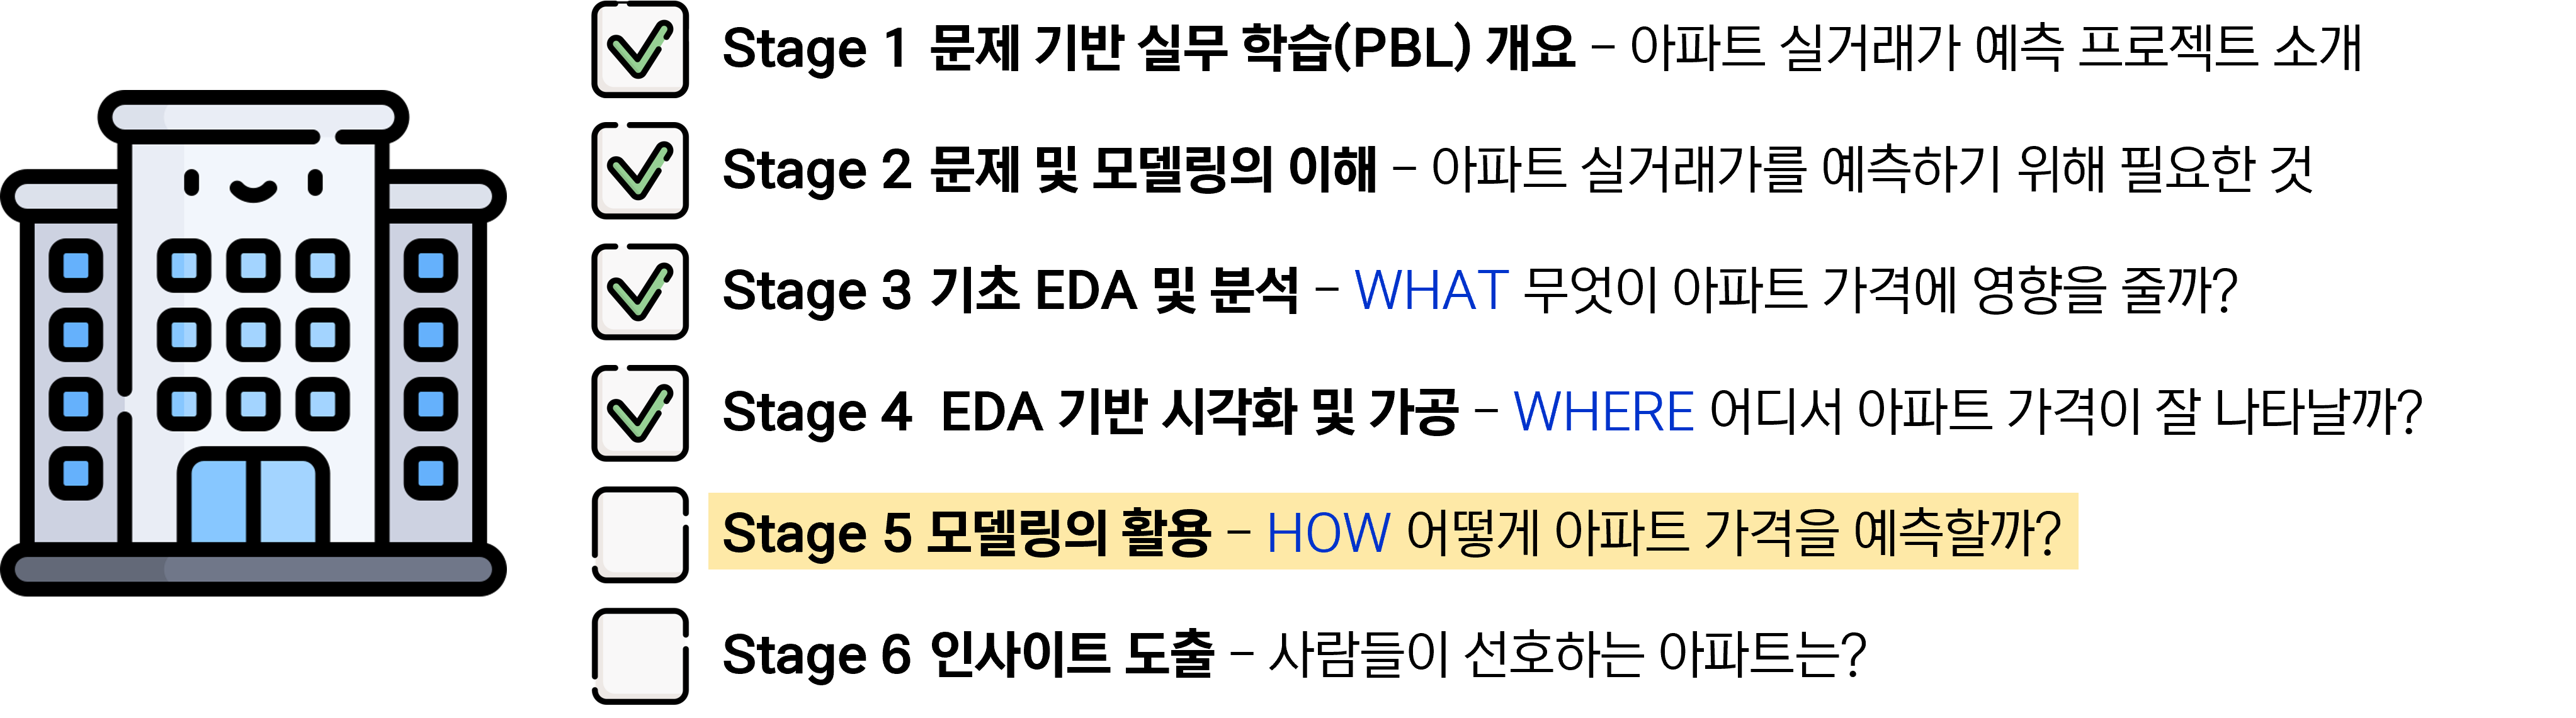 Stage 1 문제 기반 실무 학습(PBL) 개요 – 아파트 실거래가 예측 프로젝트 소개
Stage 2 문제 및 모델링의 이해 – 아파트 실거래가를 예측하기 위해 필요한 것
Stage 3 기초 EDA 및 분석 – WHAT 무엇이 아파트 가격에 영향을 줄까?
Stage 4 EDA 기반 시각화 및 가공 – WHERE 어디서 아파트 가격이 잘 나타날까?
Stage 5 모델링의 활용 – HOW 어떻게 아파트 가격을 예측할까?
Stage 6 인사이트 도출 – 사람들이 선호하는 아파트는?